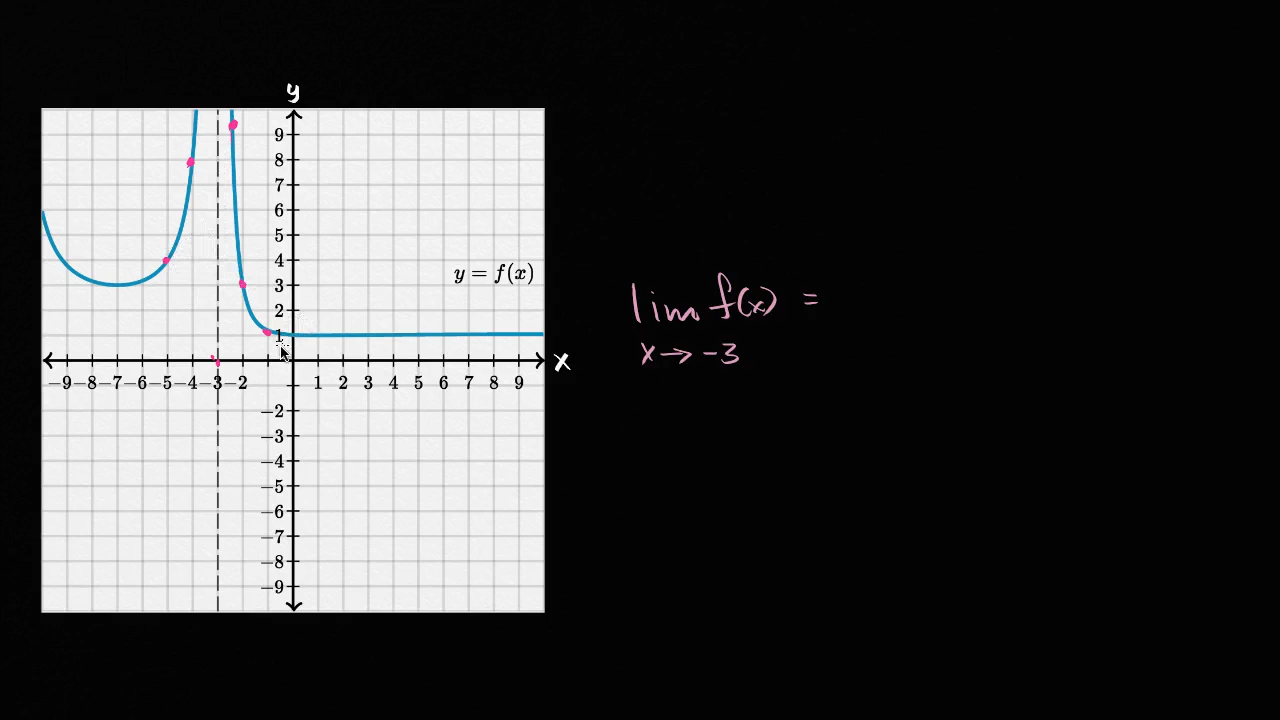 y
9
8
7
6
5
4
3
2
1
y = f(x)
lim f(x) =
x → -3
x
−9 −8 −7 −6 −5 −4 −3 −2 1 2 3 4 5 6 7 8 9
−2
−3
−4
−5
−6
−7
−8
−9